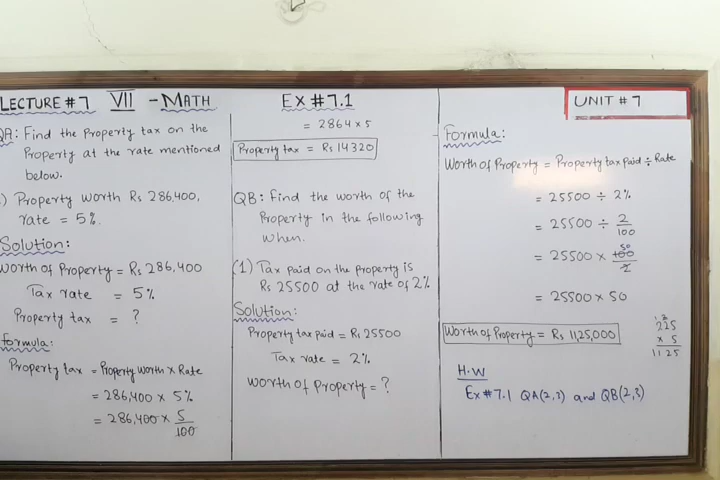 LECTURE # 7 VII - MATH
QA: Find the Property tax on the
Property at the rate mentioned
below.
) Property worth Rs 286,400,
rate = 5%.
Solution:
Worth of Property = Rs 286,400
Tax rate = 5%
Property tax = ?
Formula:
Property tax = Property worth × Rate
= 286,400 × 5%
= 286,400 × 5/100
EX # 7.1
= 2864 × 5
Property tax = Rs 14320
QB: Find the worth of the
Property in the following
when.
(1) Tax paid on the property is
Rs 25500 at the rate of 2%
Solution:
Property tax paid = Rs 25500
Tax rate = 2%
Worth of Property = ?
UNIT # 7
Formula:
Worth of Property = Property tax paid ÷ Rate
= 25500 ÷ 2%
= 25500 ÷ 2/100
50
= 25500 × 100/2
= 25500 × 50
Worth of Property = Rs 11,25,000
1 2
225
× 5
1125
H.W
Ex # 7.1 QA(2,3) and QB(2,3)